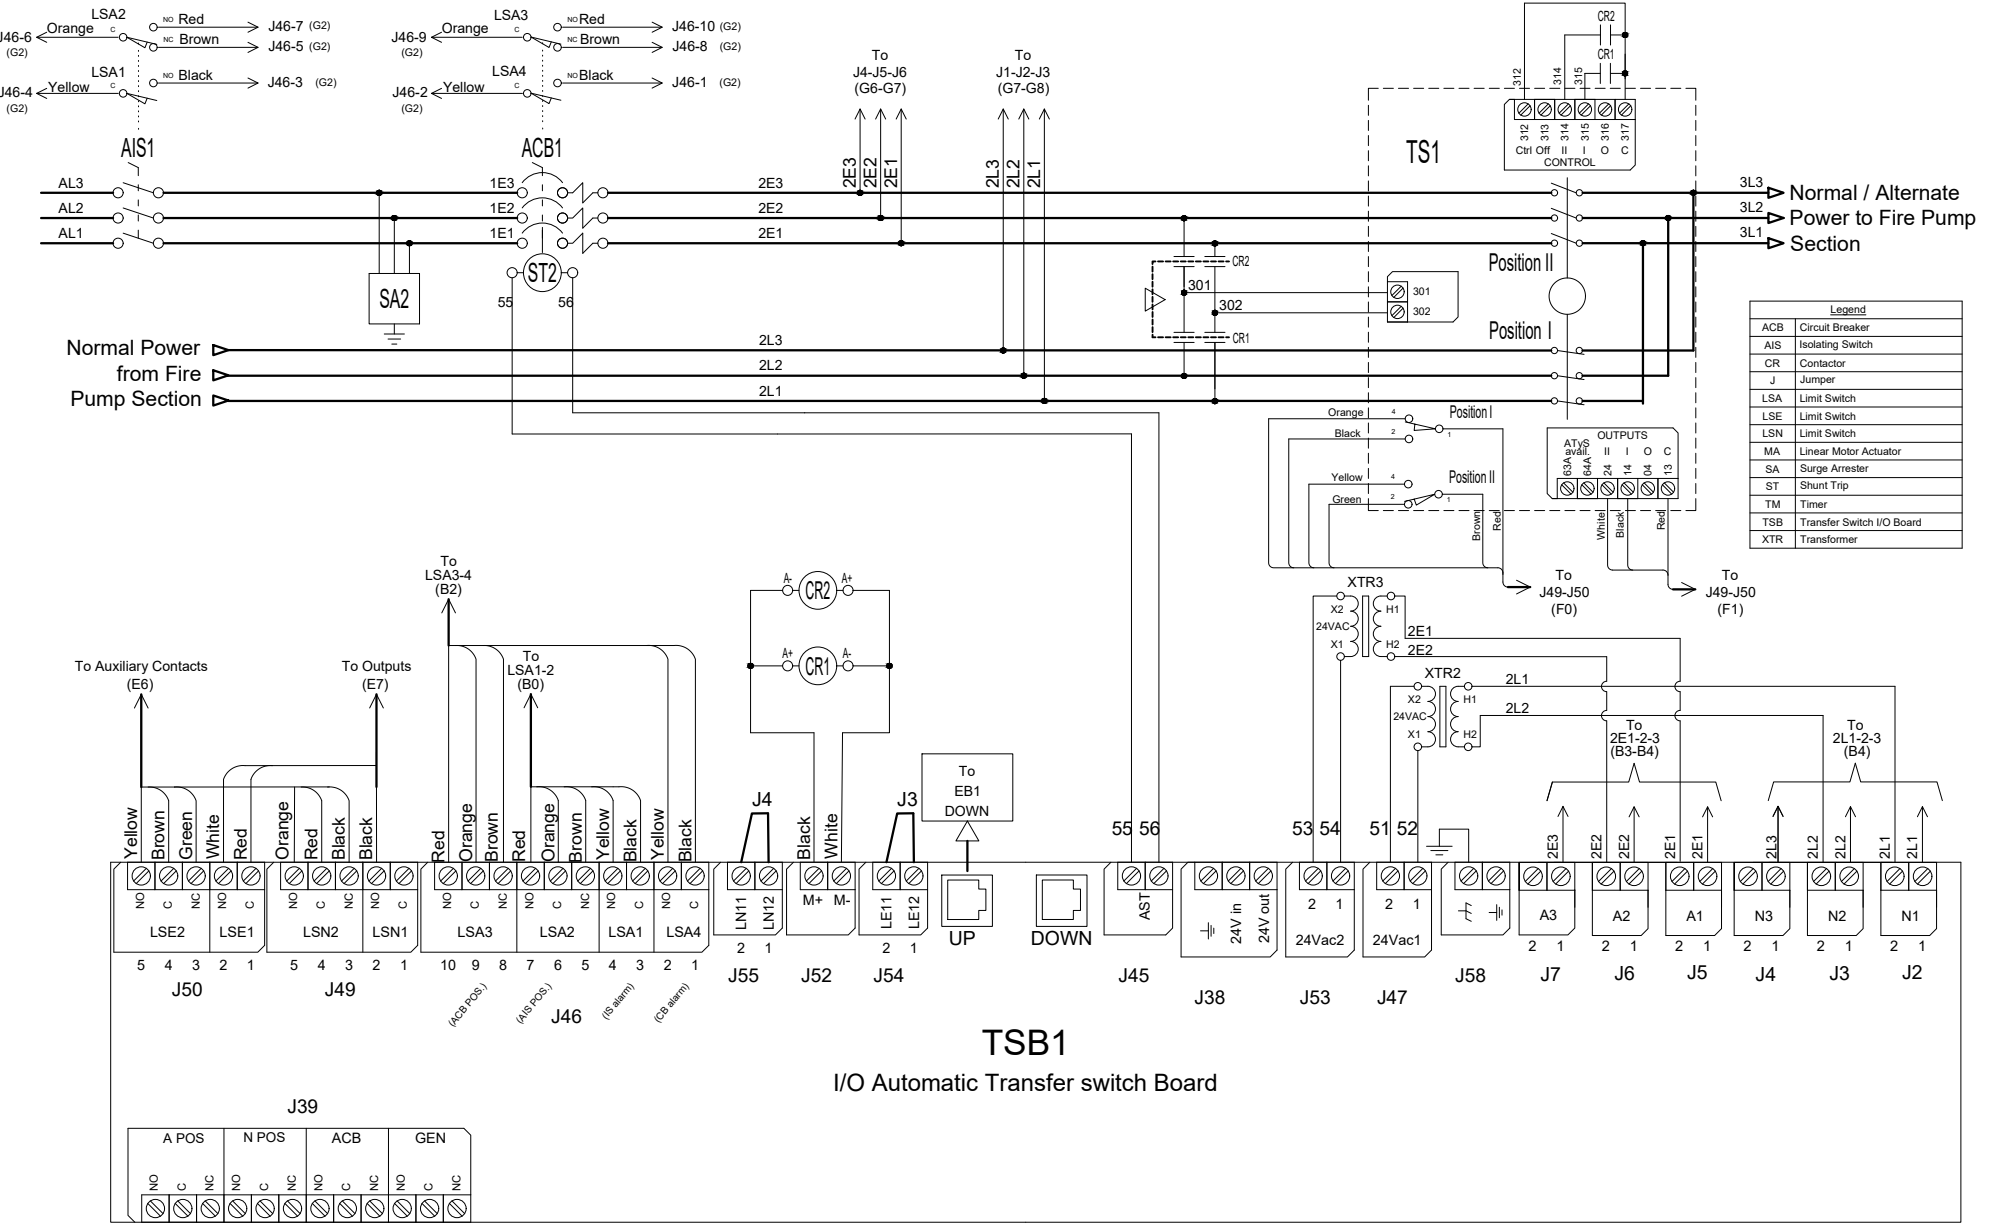 LSA2
NO Red
J46-7 (G2)
J46-6
(G2)
Orange
C
NC Brown
J46-5 (G2)
LSA1
NO Black
J46-3 (G2)
J46-4
(G2)
Yellow
C
LSA3
NO Red
J46-10 (G2)
J46-9
(G2)
Orange
C
NC Brown
J46-8 (G2)
LSA4
NO Black
J46-1 (G2)
J46-2
(G2)
Yellow
C
To
J4-J5-J6
(G6-G7)
To
J1-J2-J3
(G7-G8)
CR2
CR1
312
314
315
312 313 314 315 316 317
Ctrl Off II I O C
CONTROL
TS1
AIS1
ACB1
2E3
2E2
2E1
2L3
2L2
2L1
AL3
1E3
2E3
3L3
Normal / Alternate
AL2
1E2
2E2
3L2
Power to Fire Pump
AL1
1E1
2E1
3L1
Section
ST2
55
56
SA2
CR2
301
302
CR1
301
302
Position II
Position I
Normal Power
from Fire
Pump Section
2L3
2L2
2L1
Legend
ACB Circuit Breaker
AIS Isolating Switch
CR Contactor
J Jumper
LSA Limit Switch
LSE Limit Switch
LSN Limit Switch
MA Linear Motor Actuator
SA Surge Arrester
ST Shunt Trip
TM Timer
TSB Transfer Switch I/O Board
XTR Transformer
Orange
4
Position I
Black
2
1
Yellow
4
Position II
Green
2
1
Brown
Red
OUTPUTS
ATyS
avail.
II I O C
63A 64A 24 14 04 13
White
Black
Red
To
J49-J50
(F0)
To
J49-J50
(F1)
XTR3
X2
24VAC
X1
H1
H2
2E1
2E2
XTR2
X2
24VAC
X1
H1
H2
2L1
2L2
To
2E1-2-3
(B3-B4)
To
2L1-2-3
(B4)
To
LSA3-4
(B2)
To
LSA1-2
(B0)
A- CR2 A+
A+ CR1 A-
To Auxiliary Contacts
(E6)
To Outputs
(E7)
To
EB1
DOWN
J4
J3
Yellow
Brown
Green
White
Red
Orange
Red
Black
Black
Red
Orange
Brown
Red
Orange
Brown
Yellow
Black
Yellow
Black
Black
White
55 56
53 54
51 52
2E3
2E2
2E2
2E1
2E1
2L3
2L2
2L2
2L1
2L1
NO C NC NO C
LSE2 LSE1
5 4 3 2 1
J50
NO C NC NO C
LSN2 LSN1
5 4 3 2 1
J49
NO C NC NO C NC NO C NO C
LSA3 LSA2 LSA1 LSA4
10 9 8 7 6 5 4 3 2 1
(ACB POS.)
(AIS POS.)
J46
(IS alarm)
(CB alarm)
LN11 LN12
2 1
J55
M+ M-
J52
LE11 LE12
2 1
J54
UP
DOWN
AST
J45
24V in
24V out
J38
2 1
24Vac2
J53
2 1
24Vac1
J47
J58
A3
2 1
J7
A2
2 1
J6
A1
2 1
J5
N3
2 1
J4
N2
2 1
J3
N1
2 1
J2
TSB1
I/O Automatic Transfer switch Board
J39
A POS N POS ACB GEN
NO C NC NO C NC NO C NC NO C NC